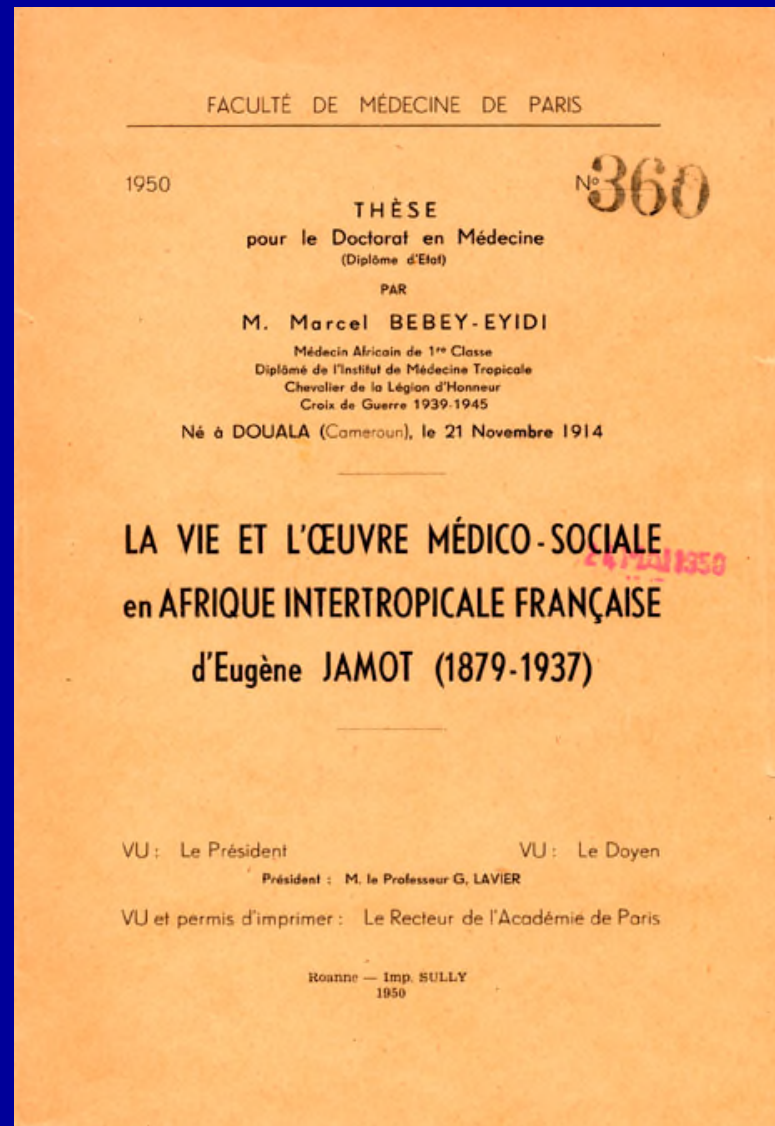 FACULTÉ DE MÉDECINE DE PARIS
1950
N° 360
THÈSE
pour le Doctorat en Médecine
(Diplôme d'Etat)
PAR
M. Marcel BEBEY-EYIDI
Médecin Africain de 1re Classe
Diplômé de l'Institut de Médecine Tropicale
Chevalier de la Légion d'Honneur
Croix de Guerre 1939-1945
Né à DOUALA (Cameroun), le 21 Novembre 1914
LA VIE ET L'ŒUVRE MÉDICO-SOCIALE
MAI 1950
en AFRIQUE INTERTROPICALE FRANÇAISE
d'Eugène JAMOT (1879-1937)
VU : Le Président VU : Le Doyen
Président : M. le Professeur G. LAVIER
VU et permis d'imprimer : Le Recteur de l'Académie de Paris
Roanne — Imp. SULLY
1950